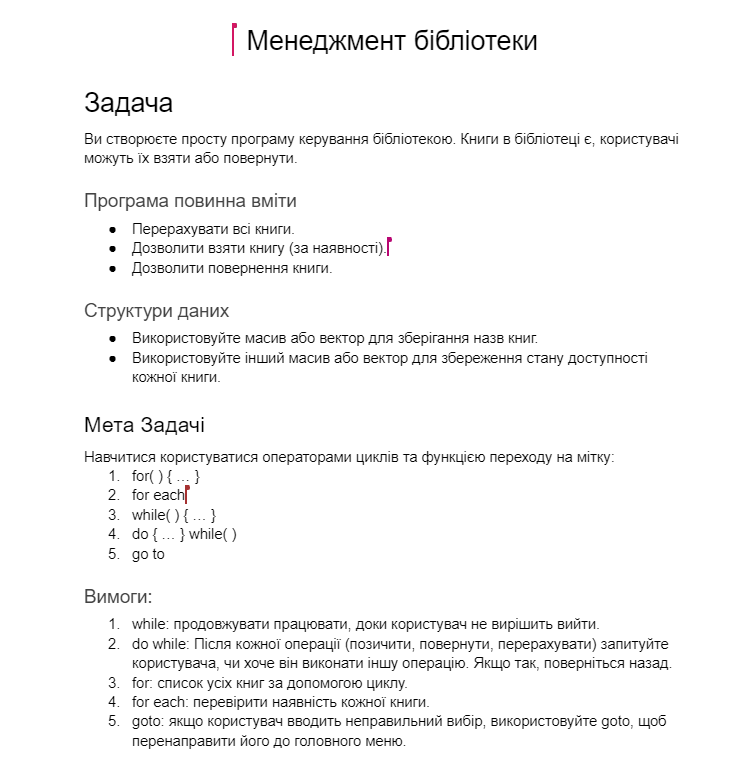 Менеджмент бібліотеки
Задача
Ви створюєте просту програму керування бібліотекою. Книги в бібліотеці є, користувачі
можуть їх взяти або повернути.
Програма повинна вміти
● Перерахувати всі книги.
● Дозволити взяти книгу (за наявності).
● Дозволити повернення книги.
Структури даних
● Використовуйте масив або вектор для зберігання назв книг.
● Використовуйте інший масив або вектор для збереження стану доступності
кожної книги.
Мета Задачі
Навчитися користуватися операторами циклів та функцією переходу на мітку:
1. for( ) { … }
2. for each
3. while( ) { … }
4. do { … } while( )
5. go to
Вимоги:
1. while: продовжувати працювати, доки користувач не вирішить вийти.
2. do while: Після кожної операції (позичити, повернути, перерахувати) запитуйте
користувача, чи хоче він виконати іншу операцію. Якщо так, поверніться назад.
3. for: список усіх книг за допомогою циклу.
4. for each: перевірити наявність кожної книги.
5. goto: якщо користувач вводить неправильний вибір, використовуйте goto, щоб
перенаправити його до головного меню.